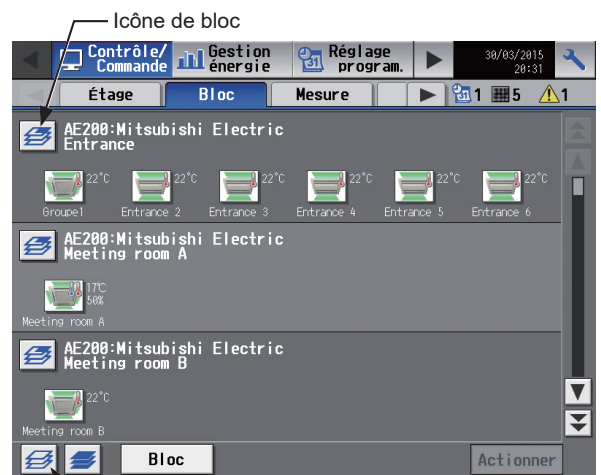 Icône de bloc
Contrôle/
Commande
Gestion
énergie
Réglage
program.
30/03/2015
20:31
Étage
Bloc
Mesure
1
5
1
AE200:Mitsubishi Electric
Entrance
22°C
22°C
22°C
22°C
22°C
22°C
Groupe1
Entrance 2
Entrance 3
Entrance 4
Entrance 5
Entrance 6
AE200:Mitsubishi Electric
Meeting room A
17°C
50%
Meeting room A
AE200:Mitsubishi Electric
Meeting room B
22°C
Meeting room B
Bloc
Actionner